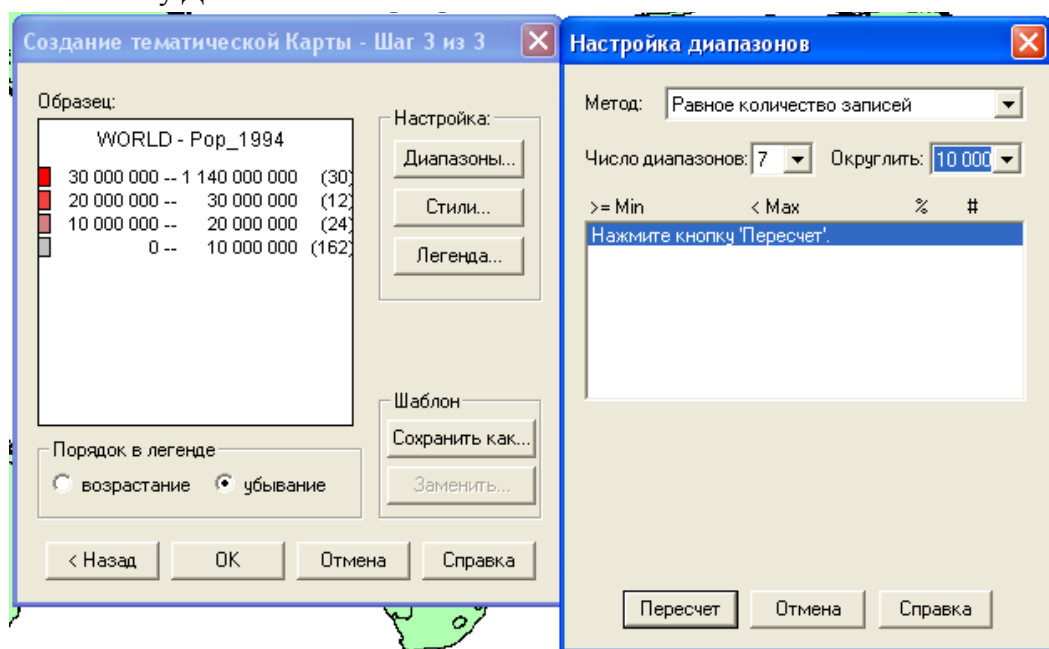 Создание тематической Карты - Шаг 3 из 3
Образец:
WORLD - Pop_1994
30 000 000 -- 1 140 000 000 (30)
20 000 000 -- 30 000 000 (12)
10 000 000 -- 20 000 000 (24)
0 -- 10 000 000 (162)
Настройка:
Диапазоны...
Стили...
Легенда...
Порядок в легенде
возрастание убывание
Шаблон
Сохранить как...
Заменить...
< Назад OK Отмена Справка
Настройка диапазонов
Метод: Равное количество записей
Число диапазонов: 7 Округлить: 10 000
>= Min < Max % #
Нажмите кнопку 'Пересчет'.
Пересчет Отмена Справка